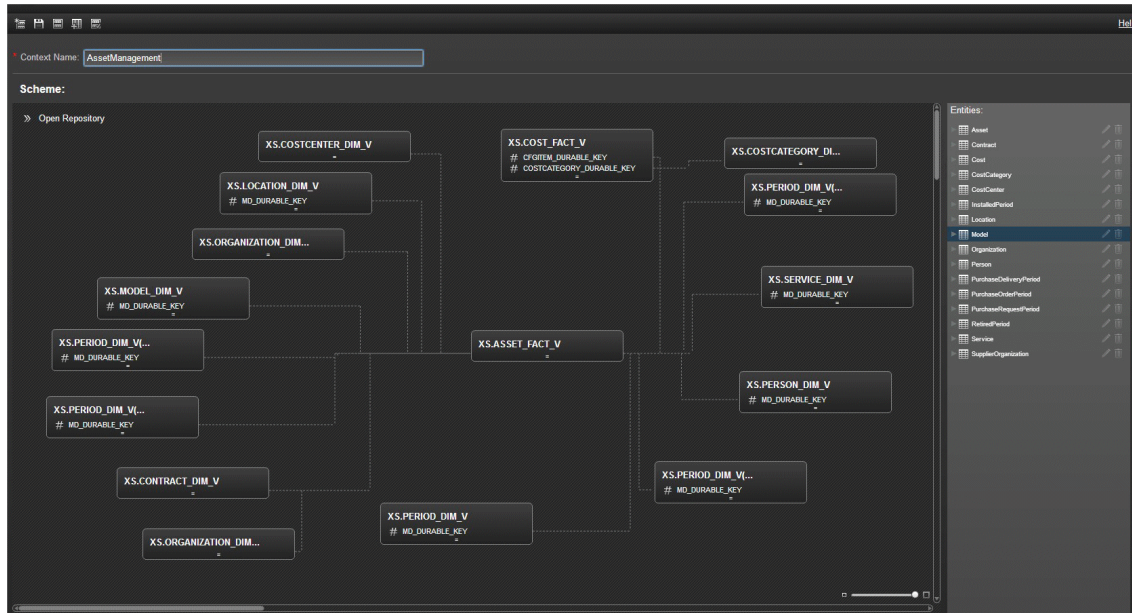 Hel
* Context Name: AssetManagement
Scheme:
» Open Repository
XS.COSTCENTER_DIM_V
XS.LOCATION_DIM_V
# MD_DURABLE_KEY
XS.ORGANIZATION_DIM...
XS.MODEL_DIM_V
# MD_DURABLE_KEY
XS.PERIOD_DIM_V(...
# MD_DURABLE_KEY
XS.PERIOD_DIM_V(...
# MD_DURABLE_KEY
XS.CONTRACT_DIM_V
XS.ORGANIZATION_DIM...
XS.COST_FACT_V
# CFGITEM_DURABLE_KEY
# COSTCATEGORY_DURABLE_KEY
XS.ASSET_FACT_V
XS.PERIOD_DIM_V
# MD_DURABLE_KEY
XS.COSTCATEGORY_DI...
XS.PERIOD_DIM_V(...
# MD_DURABLE_KEY
XS.SERVICE_DIM_V
# MD_DURABLE_KEY
XS.PERSON_DIM_V
# MD_DURABLE_KEY
XS.PERIOD_DIM_V(...
# MD_DURABLE_KEY
Entities:
Asset
Contract
Cost
CostCategory
CostCenter
InstalledPeriod
Location
Model
Organization
Person
PurchaseDeliveryPeriod
PurchaseOrderPeriod
PurchaseRequestPeriod
RetiredPeriod
Service
SupplierOrganization